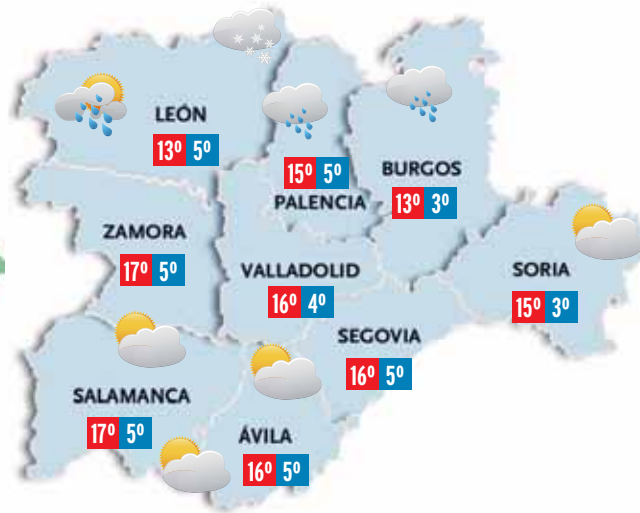 LEÓN
13º 5º
15º 5º
PALENCIA
BURGOS
13º 3º
ZAMORA
17º 5º
VALLADOLID
16º 4º
SORIA
15º 3º
SEGOVIA
16º 5º
SALAMANCA
17º 5º
ÁVILA
16º 5º